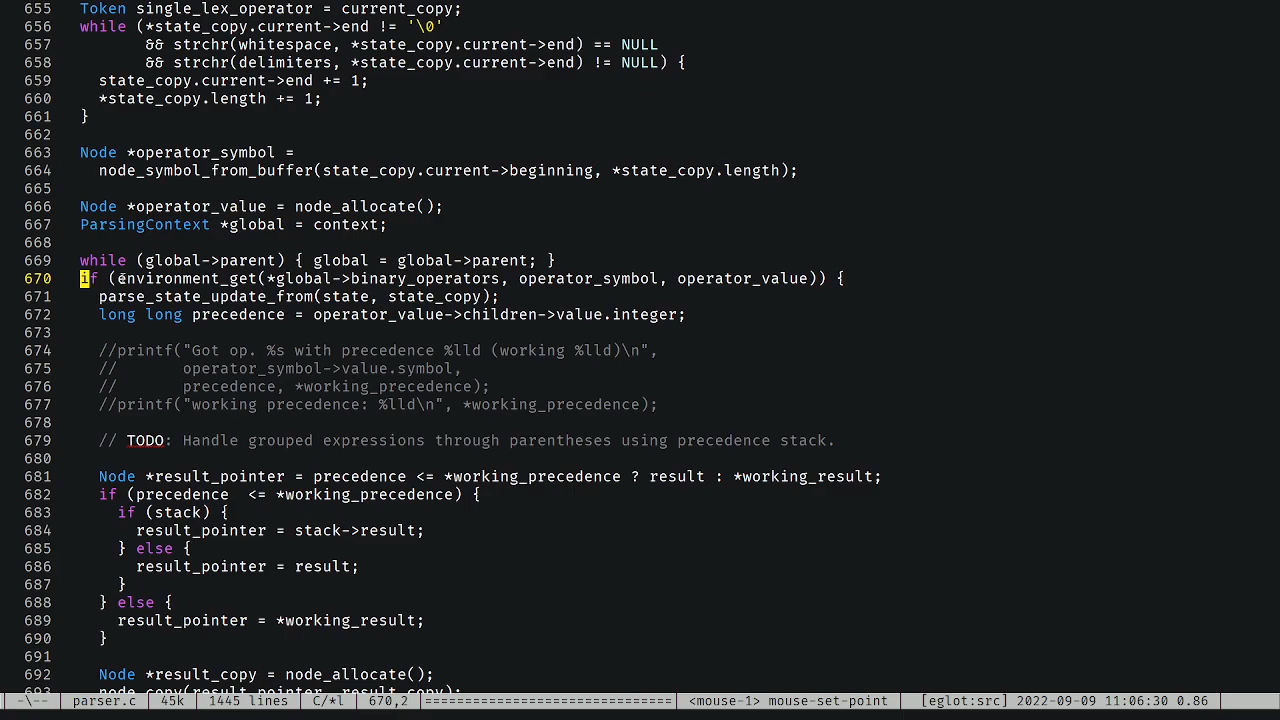 655 Token single_lex_operator = current_copy;
656 while (*state_copy.current->end != '\0'
657 && strchr(whitespace, *state_copy.current->end) == NULL
658 && strchr(delimiters, *state_copy.current->end) != NULL) {
659 state_copy.current->end += 1;
660 *state_copy.length += 1;
661 }
662
663 Node *operator_symbol =
664 node_symbol_from_buffer(state_copy.current->beginning, *state_copy.length);
665
666 Node *operator_value = node_allocate();
667 ParsingContext *global = context;
668
669 while (global->parent) { global = global->parent; }
670 if (environment_get(*global->binary_operators, operator_symbol, operator_value)) {
671 parse_state_update_from(state, state_copy);
672 long long precedence = operator_value->children->value.integer;
673
674 //printf("Got op. %s with precedence %lld (working %lld)\n",
675 // operator_symbol->value.symbol,
676 // precedence, *working_precedence);
677 //printf("working precedence: %lld\n", *working_precedence);
678
679 // TODO: Handle grouped expressions through parentheses using precedence stack.
680
681 Node *result_pointer = precedence <= *working_precedence ? result : *working_result;
682 if (precedence  <= *working_precedence) {
683 if (stack) {
684 result_pointer = stack->result;
685 } else {
686 result_pointer = result;
687 }
688 } else {
689 result_pointer = *working_result;
690 }
691
692 Node *result_copy = node_allocate();
693 node_copy(result_pointer, result_copy);
-\-- parser.c 45k 1445 lines C/*l 670,2 =========================== <mouse-1> mouse-set-point [eglot:src] 2022-09-09 11:06:30 0.86